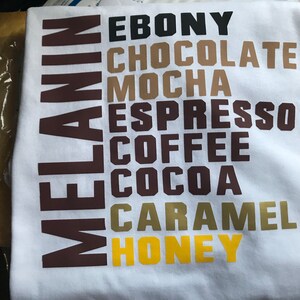 MELANIN
EBONY
CHOCOLATE
MOCHA
ESPRESSO
COFFEE
COCOA
CARAMEL
HONEY